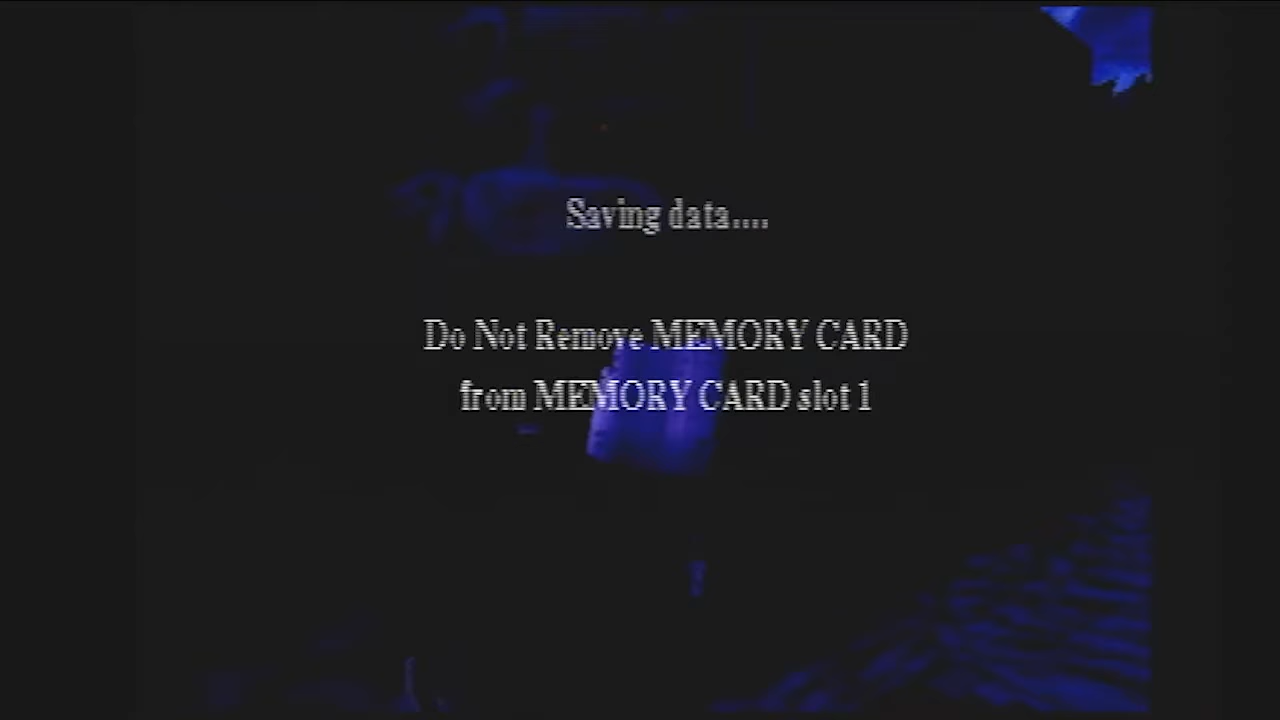 Saving data....
Do Not Remove MEMORY CARD
from MEMORY CARD slot 1